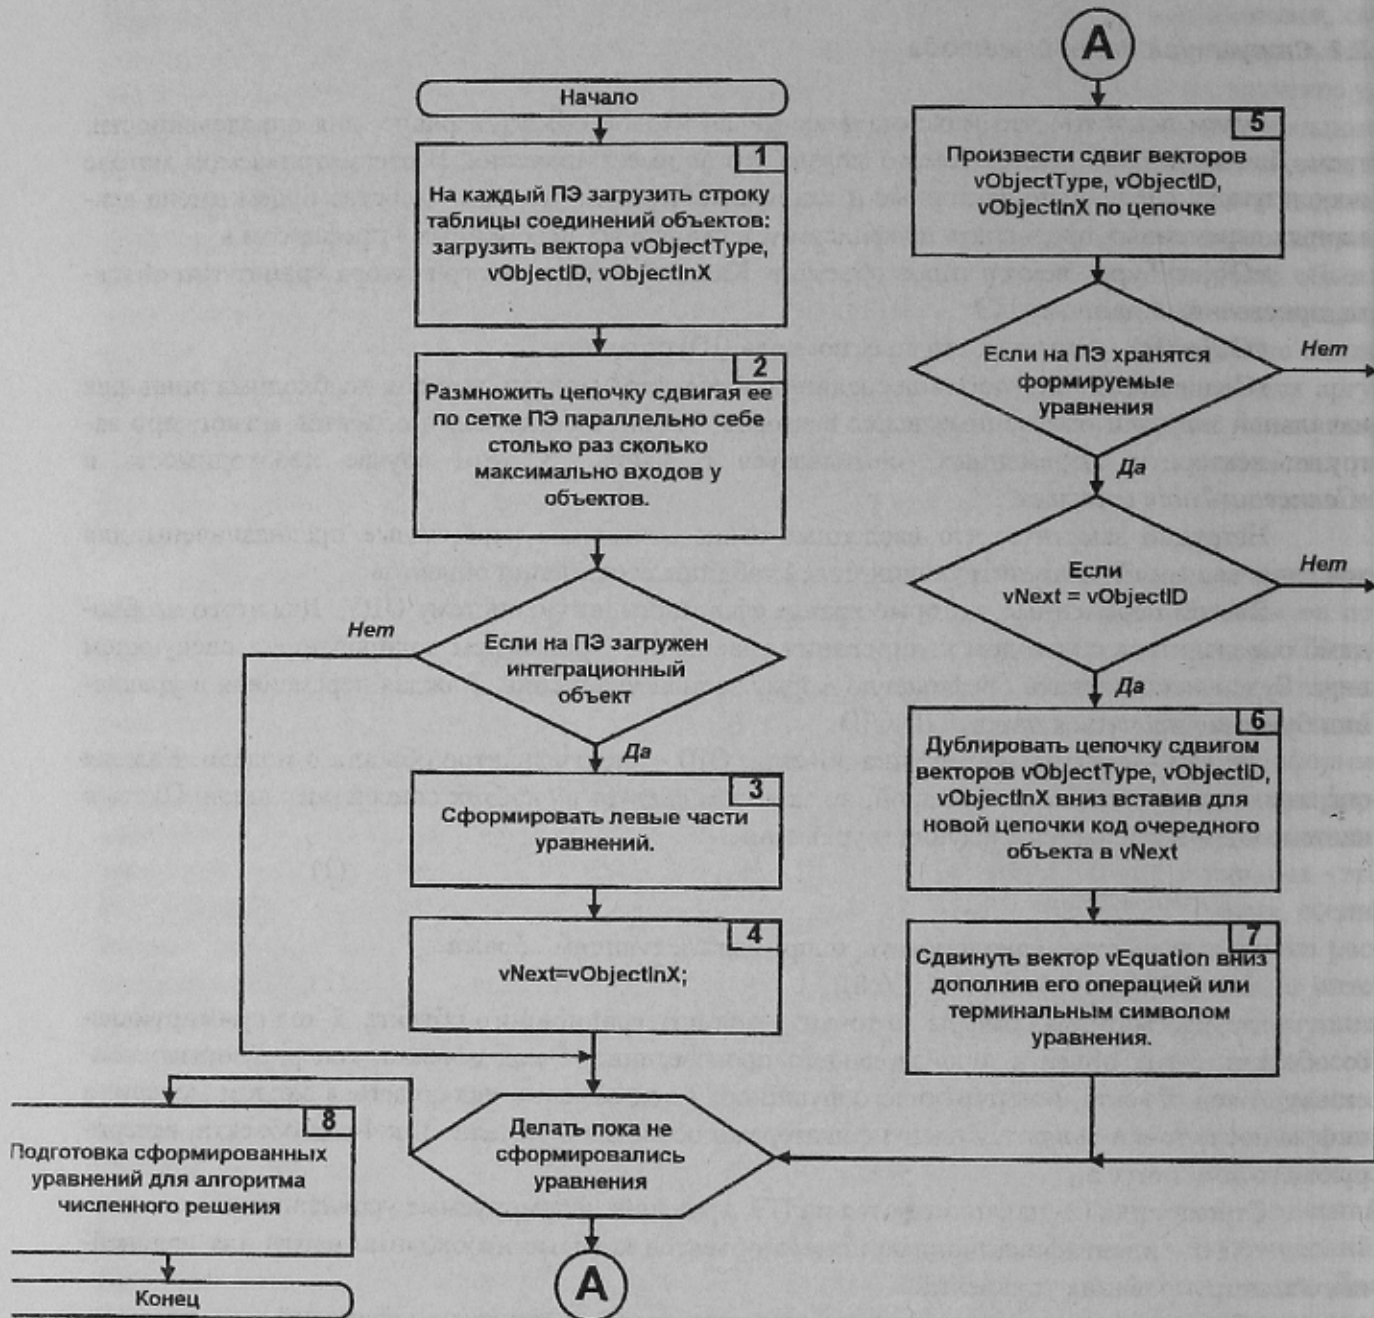 Начало
1
На каждый ПЭ загрузить строку
таблицы соединений объектов:
загрузить вектора vObjectType,
vObjectID, vObjectInX
2
Размножить цепочку сдвигая ее
по сетке ПЭ параллельно себе
столько раз сколько
максимально входов у
объектов.
Нет
Если на ПЭ загружен
интеграционный
объект
Да
3
Сформировать левые части
уравнений.
4
vNext=vObjectInX;
Делать пока не
сформировались
уравнения
8
Подготовка сформированных
уравнений для алгоритма
численного решения
Конец
A
A
5
Произвести сдвиг векторов
vObjectType, vObjectID,
vObjectInX по цепочке
Если на ПЭ хранятся
формируемые
уравнения
Нет
Да
Если
vNext = vObjectID
Нет
Да
6
Дублировать цепочку сдвигом
векторов vObjectType, vObjectID,
vObjectInX вниз вставив для
новой цепочки код очередного
объекта в vNext
7
Сдвинуть вектор vEquation вниз
дополнив его операцией или
терминальным символом
уравнения.